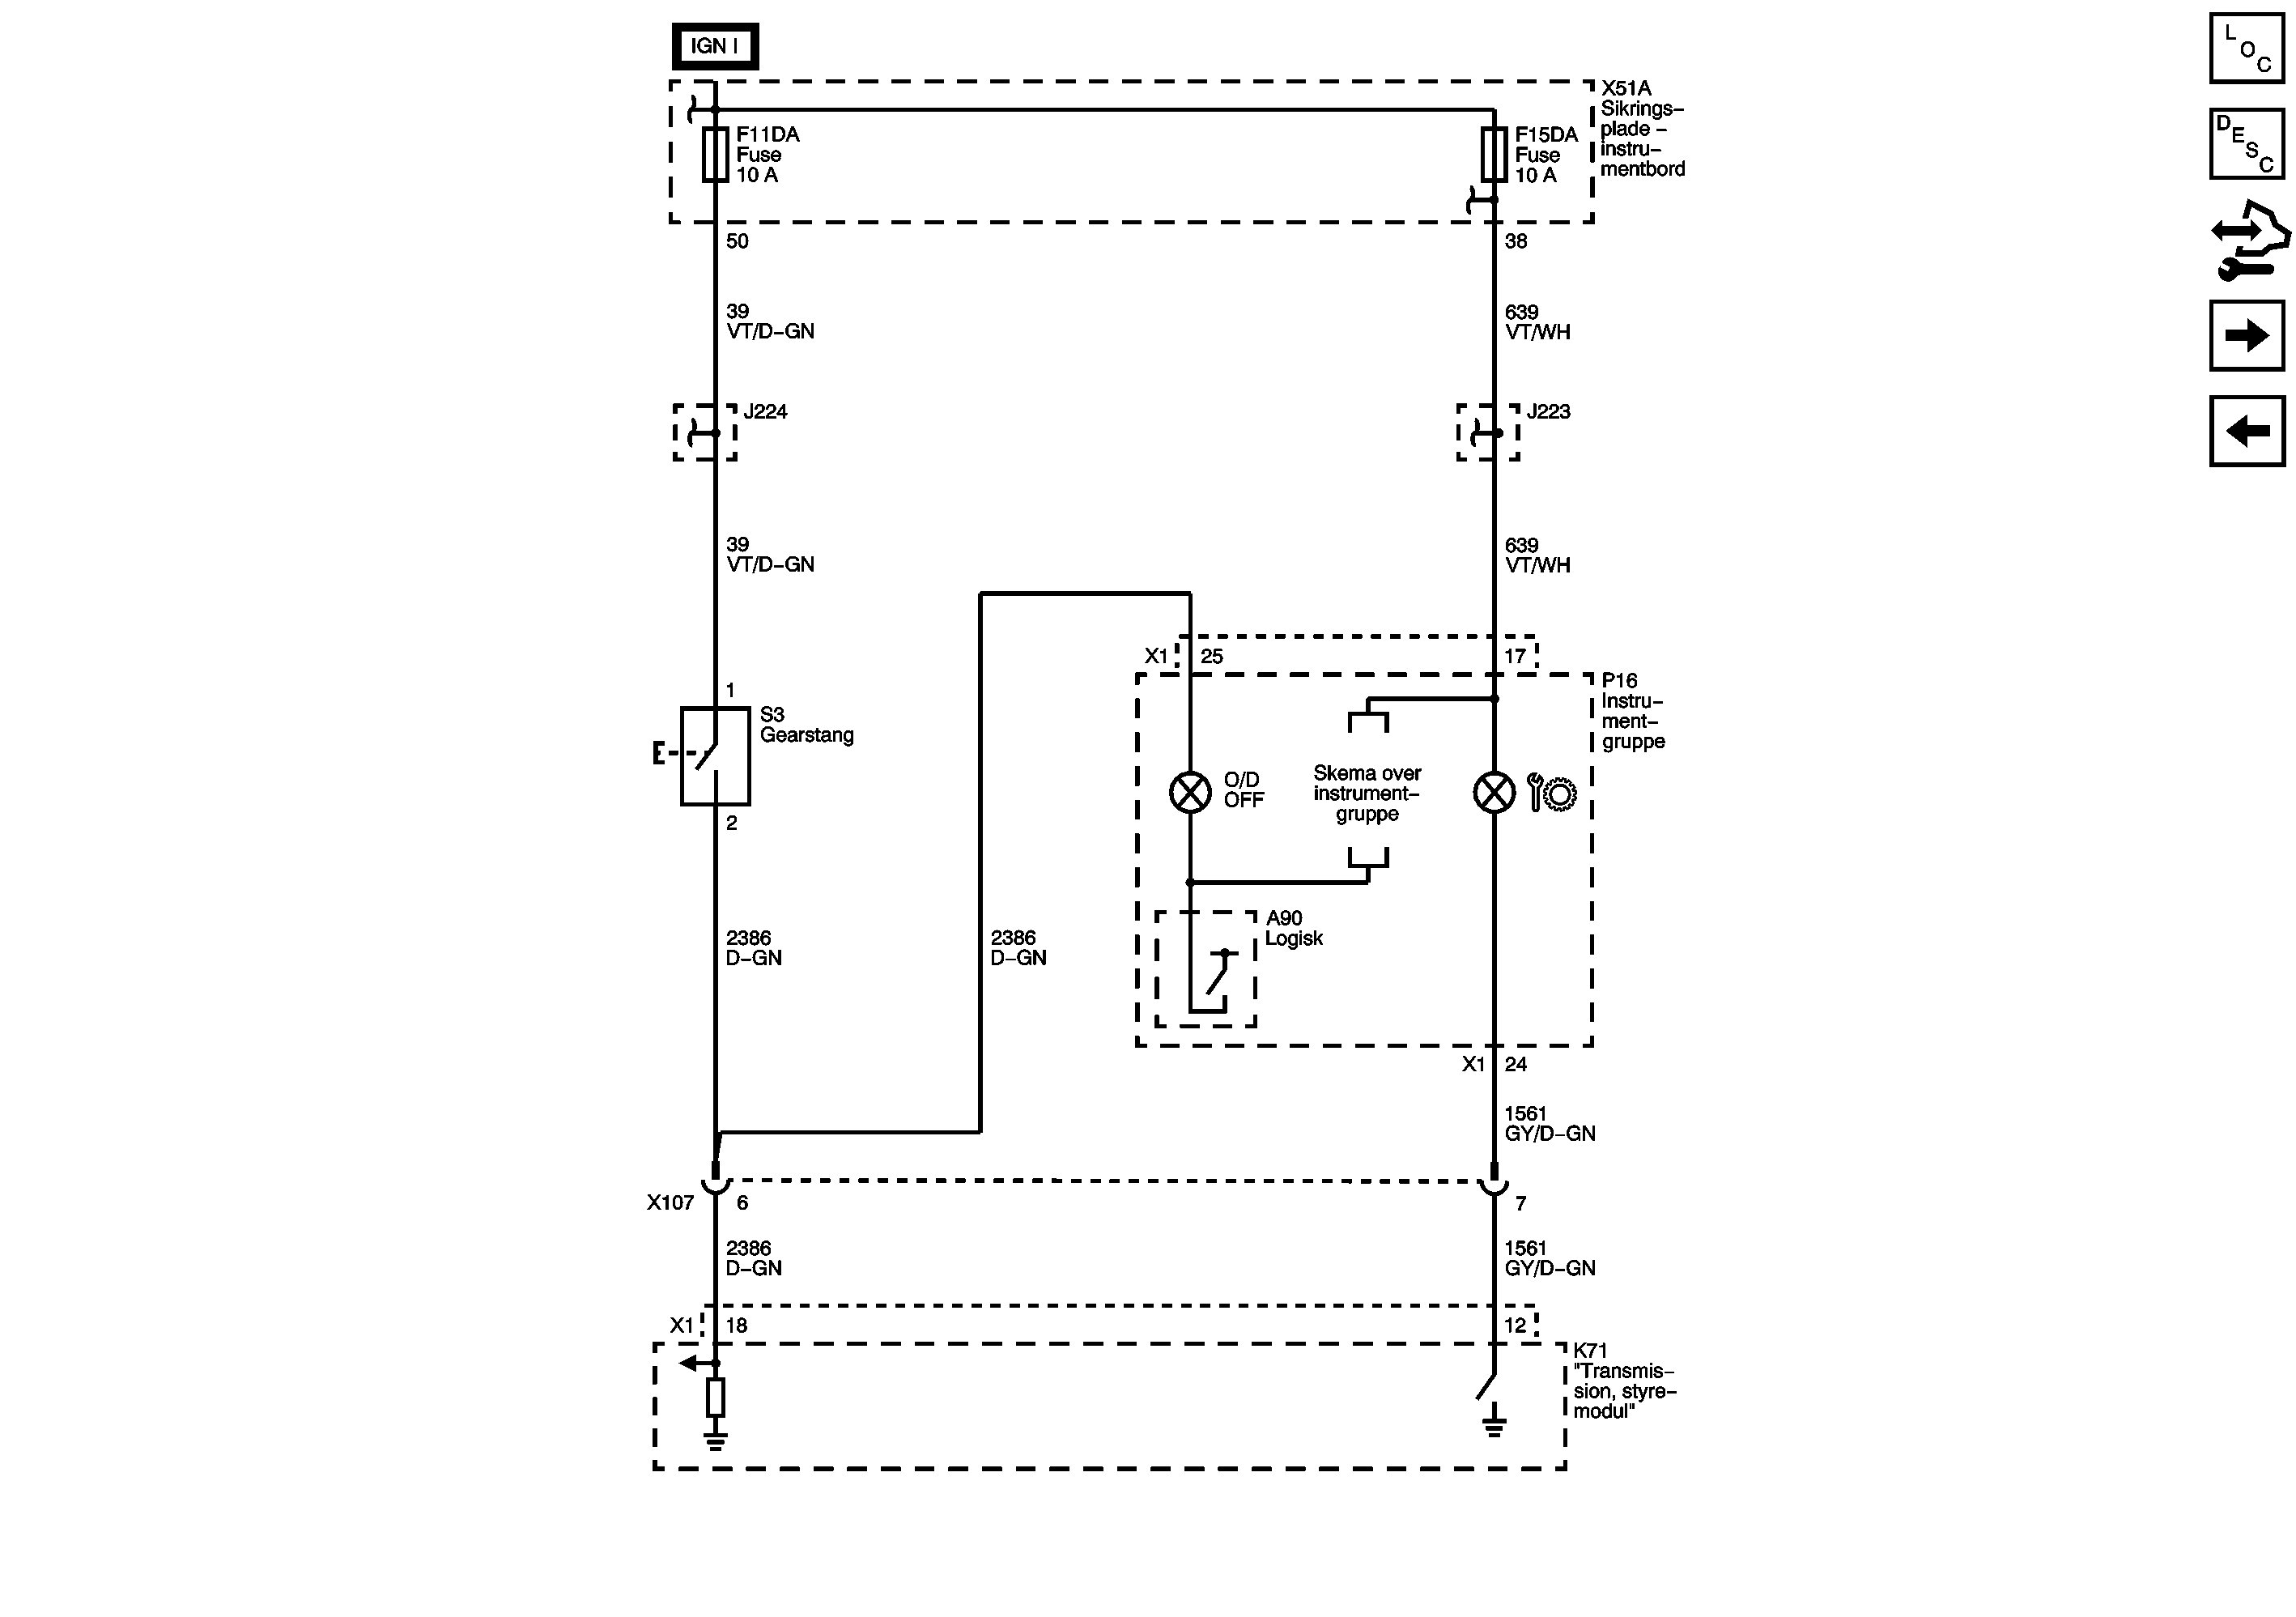 IGN I
X51A
Sikrings–
plade –
instru–
mentbord
F11DA
Fuse
10 A
F15DA
Fuse
10 A
50
38
39
VT/D–GN
639
VT/WH
J224
J223
39
VT/D–GN
639
VT/WH
X1
25
17
P16
Instru–
ment–
gruppe
1
S3
Gearstang
2
O/D
OFF
Skema over
instrument–
gruppe
A90
Logisk
2386
D–GN
2386
D–GN
X1
24
1561
GY/D–GN
X107
6
7
2386
D–GN
1561
GY/D–GN
X1
18
12
K71
"Transmis–
sion, styre–
modul"
LOC
DESC